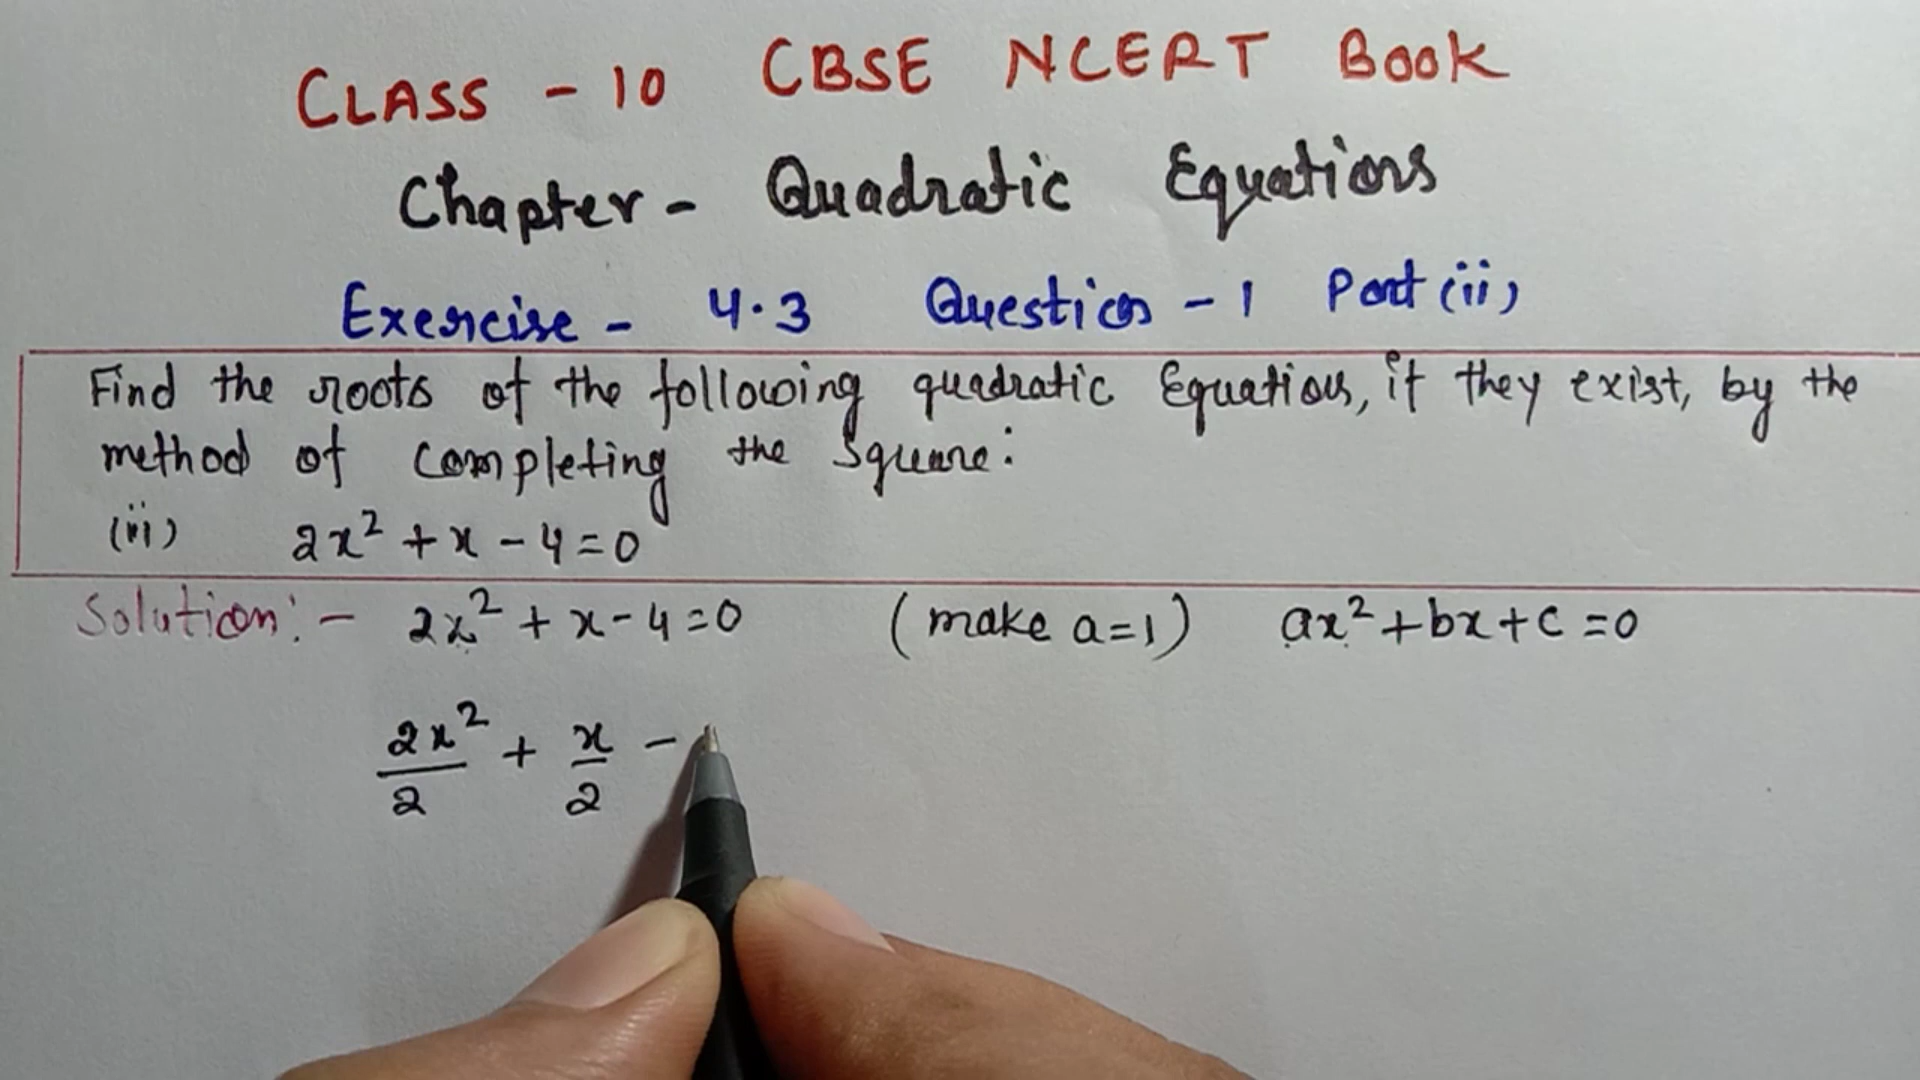 CLASS - 10 CBSE NCERT Book
Chapter - Quadratic Equations
Exercise - 4.3 Question - 1 Part (ii)
Find the roots of the following quadratic Equations, if they exist, by the
method of completing the Square:
(ii) 2x² + x - 4 = 0
Solution:- 2x² + x - 4 = 0 (make a=1) ax² + bx + c = 0
2x²/2 + x/2 -